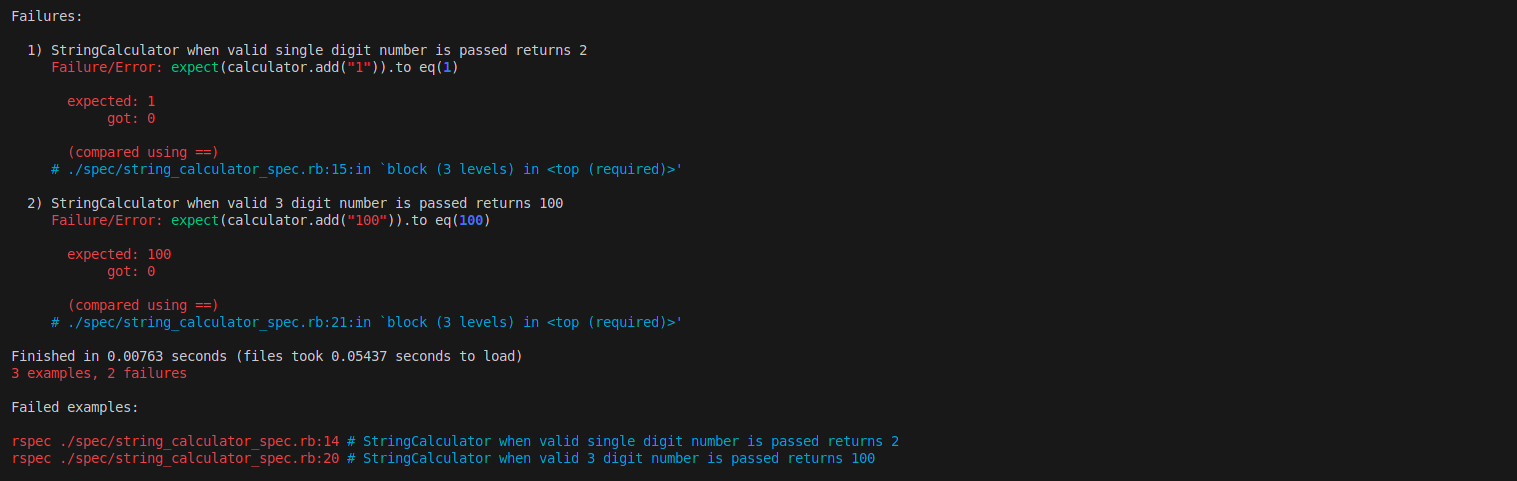 Failures:
1) StringCalculator when valid single digit number is passed returns 2
Failure/Error: expect(calculator.add("1")).to eq(1)
expected: 1
got: 0
(compared using ==)
# ./spec/string_calculator_spec.rb:15:in `block (3 levels) in <top (required)>'
2) StringCalculator when valid 3 digit number is passed returns 100
Failure/Error: expect(calculator.add("100")).to eq(100)
expected: 100
got: 0
(compared using ==)
# ./spec/string_calculator_spec.rb:21:in `block (3 levels) in <top (required)>'
Finished in 0.00763 seconds (files took 0.05437 seconds to load)
3 examples, 2 failures
Failed examples:
rspec ./spec/string_calculator_spec.rb:14 # StringCalculator when valid single digit number is passed returns 2
rspec ./spec/string_calculator_spec.rb:20 # StringCalculator when valid 3 digit number is passed returns 100